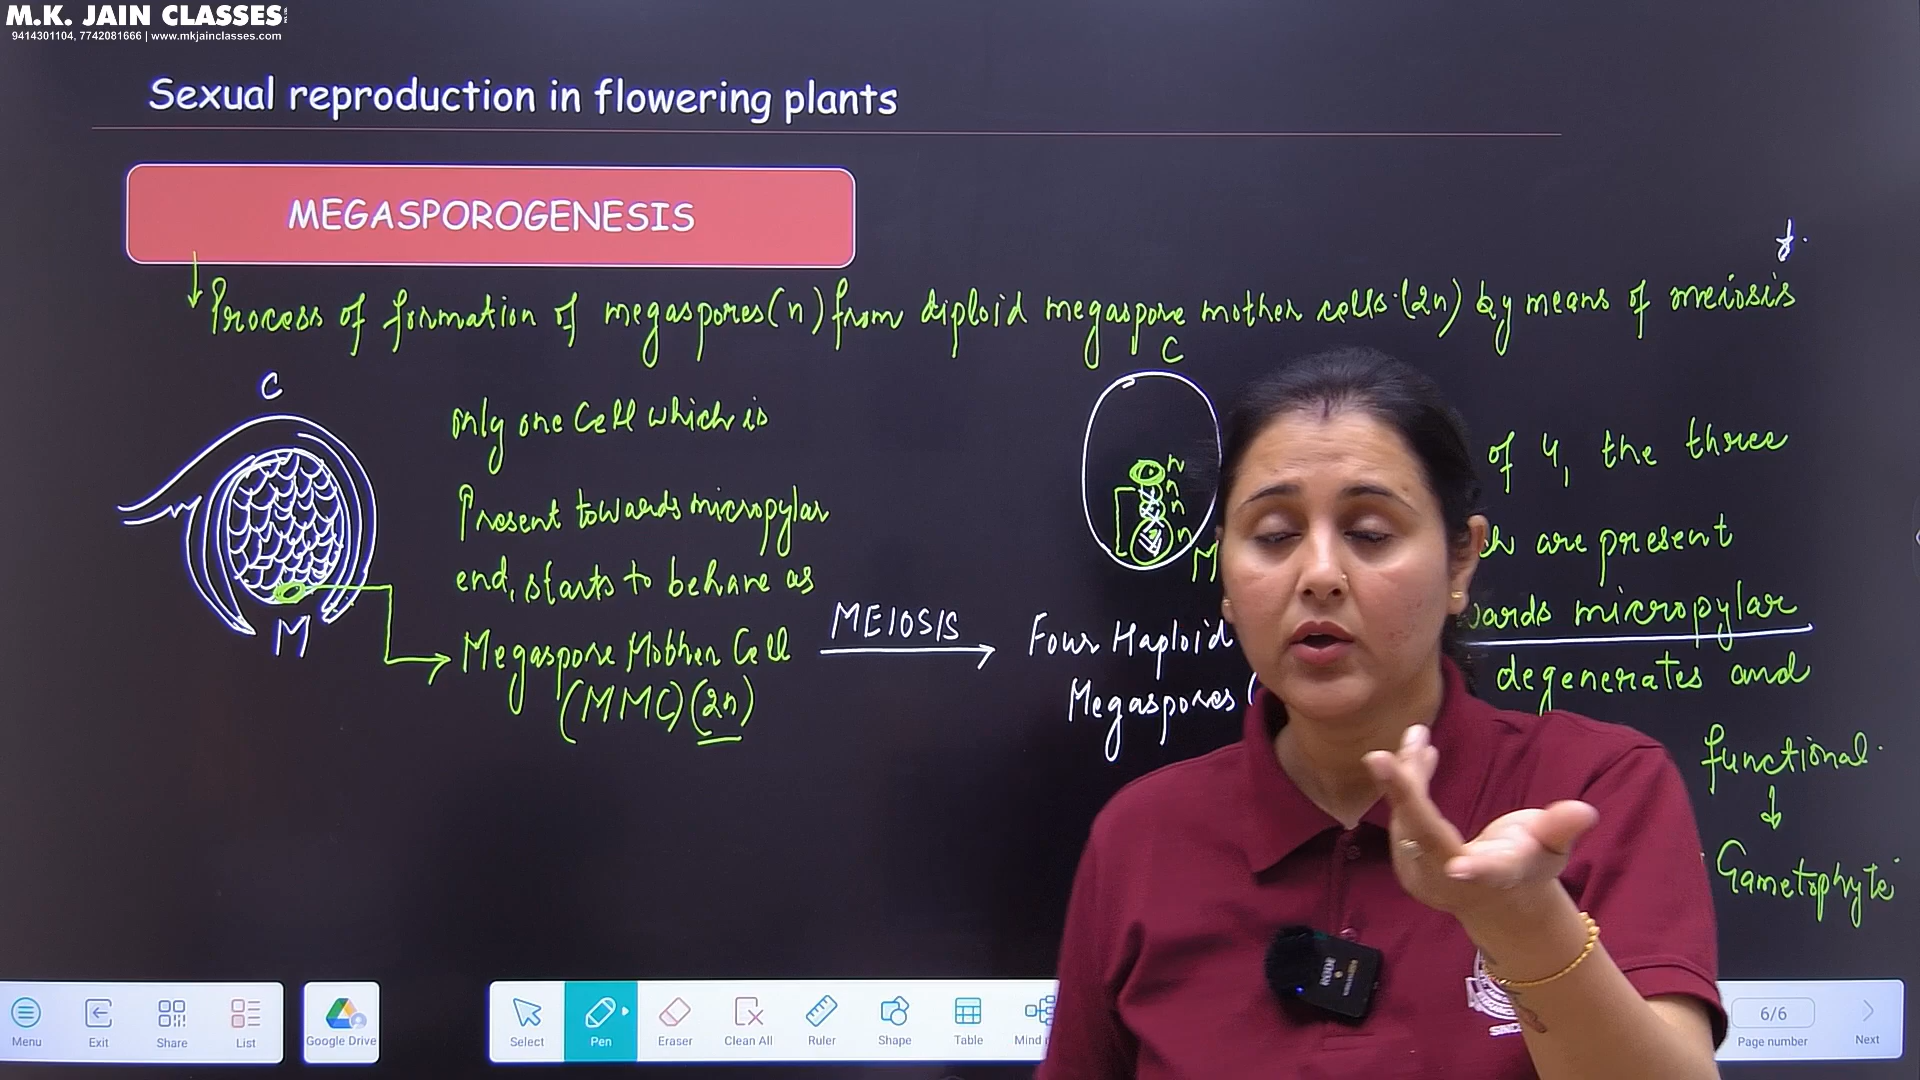 M.K. JAIN CLASSES
9414301104, 7742081666 | www.mkjainclasses.com
Sexual reproduction in flowering plants
MEGASPOROGENESIS
Process of formation of megaspores(n) from diploid megaspore mother cells (2n) by means of meiosis
C
only one cell which is
Present towards micropylar
end, starts to behave as
Megaspore Mother Cell
(MMC) (2n)
M
MEIOSIS
C
n
n
n
n
M
Four Haploid
Megaspores (
of 4, the three
ch are present
wards micropylar
degenerates and
functional
Gametophyte
Menu
Exit
Share
List
Google Drive
Select
Pen
Eraser
Clean All
Ruler
Shape
Table
Mind
6/6
Page number
Next
RODE